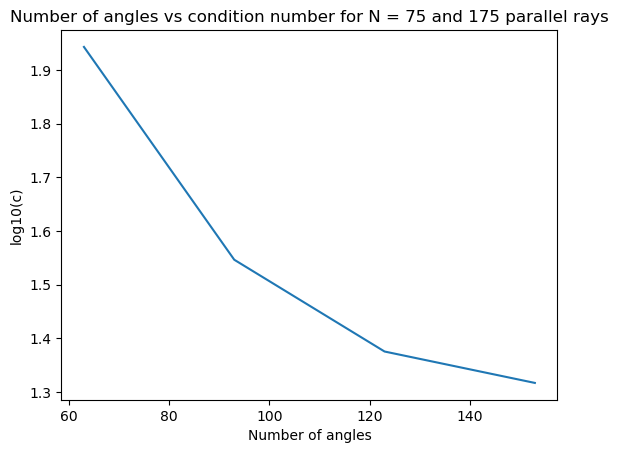 Number of angles vs condition number for N = 75 and 175 parallel rays
1.9
1.8
1.7
1.6
1.5
1.4
1.3
log10(c)
60 80 100 120 140
Number of angles